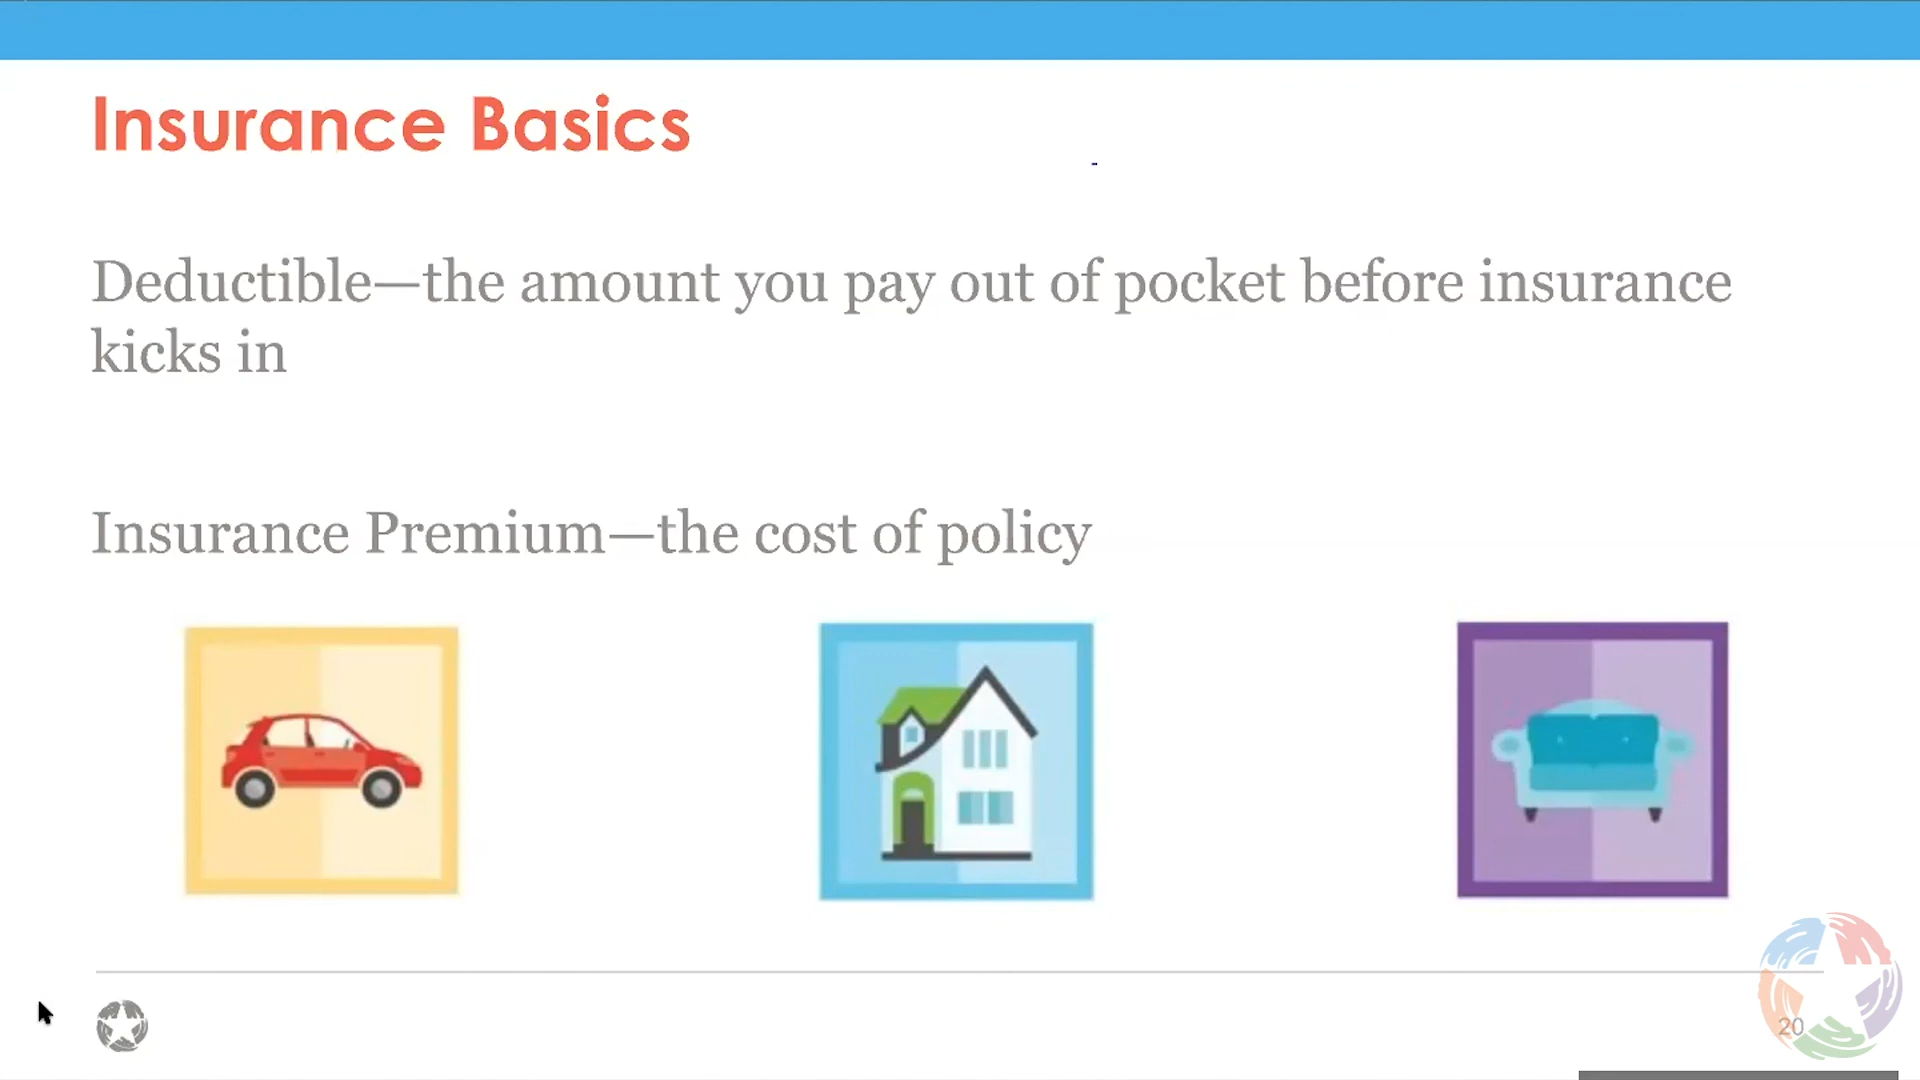 Insurance Basics
Deductible—the amount you pay out of pocket before insurance
kicks in
Insurance Premium—the cost of policy
20